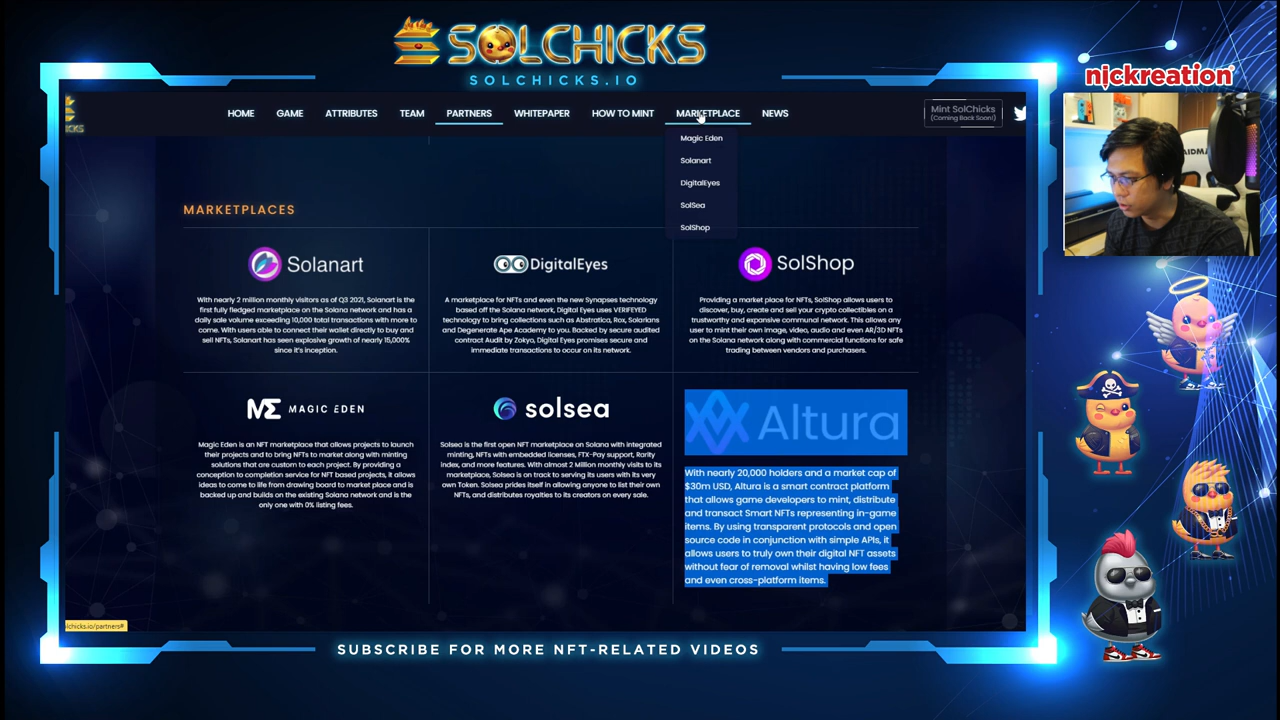 SOLCHICKS
SOLCHICKS.IO
nickreation
HOME GAME ATTRIBUTES TEAM PARTNERS WHITEPAPER HOW TO MINT MARKETPLACE NEWS
Mint SolChicks
(Coming Back Soon!)
CKS
Magic Eden
Solanart
DigitalEyes
SolSea
SolShop
MARKETPLACES
Solanart
With nearly 2 million monthly visitors as of Q3 2021, Solanart is the
first fully fledged marketplace on the Solana network and has a
daily sale volume exceeding 10,000 total transactions with more to
come. With users able to connect their wallet directly to buy and
sell NFTs, Solanart has seen explosive growth of nearly 15,000%
since it's inception.
DigitalEyes
A marketplace for NFTs and even the new Synapses technology
based off the Solana network, Digital Eyes uses VERIFEYED
technology to bring collections such as Abstratica, Rox, Solarians
and Degenerate Ape Academy to you. Backed by secure audited
contract Audit by Zokyo, Digital Eyes promises secure and
immediate transactions to occur on its network.
SolShop
Providing a market place for NFTs, SolShop allows users to
discover, buy, create and sell your crypto collectibles on a
trustworthy and expansive communal network. This allows any
user to mint their own image, video, audio and even AR/3D NFTs
on the Solana network along with commercial functions for safe
trading between vendors and purchasers.
MAGIC EDEN
Magic Eden is an NFT marketplace that allows projects to launch
their projects and to bring NFTs to market along with minting
solutions that are custom to each project. By providing a
conception to completion service for NFT based projects, it allows
ideas to come to life from drawing board to market place and is
backed up and builds on the existing Solana network and is the
only one with 0% listing fees.
solsea
Solsea is the first open NFT marketplace on Solana with integrated
minting, NFTs with embedded licenses, FTX-Pay support, Rarity
index, and more features. With almost 2 Million monthly visits to its
marketplace, Solsea is on track to serving its users with its very
own Token. Solsea prides itself in allowing anyone to list their own
NFTs, and distributes royalties to its creators on every sale.
Altura
With nearly 20,000 holders and a market cap of
$30m USD, Altura is a smart contract platform
that allows game developers to mint, distribute
and transact Smart NFTs representing in-game
items. By using transparent protocols and open
source code in conjunction with simple APIs, it
allows users to truly own their digital NFT assets
without fear of removal whilst having low fees
and even cross-platform items.
lchicks.io/partners#
SUBSCRIBE FOR MORE NFT-RELATED VIDEOS